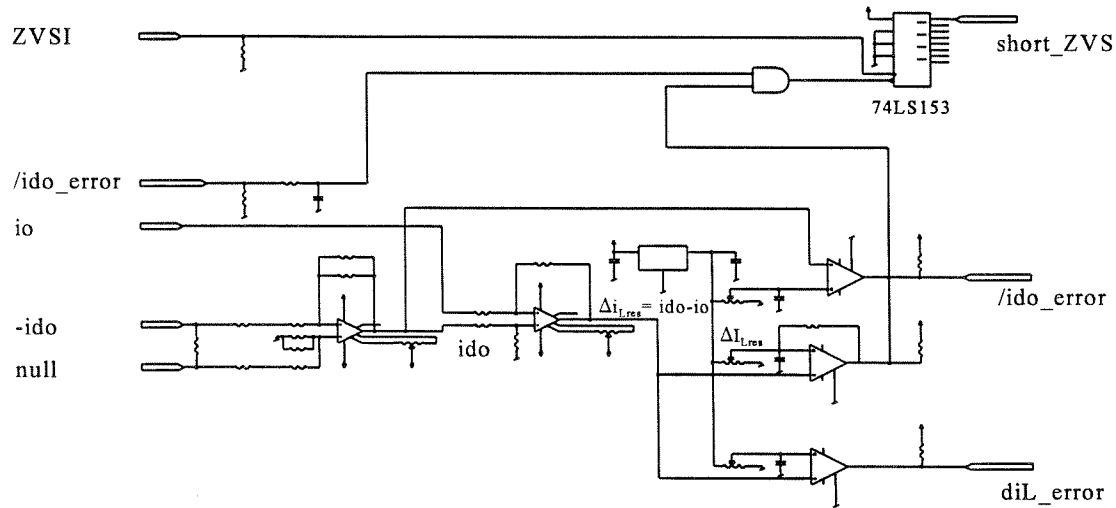 ZVSI
short_ZVS
74LS153
/ido_error
io
Δi_Lres = ido-io
/ido_error
-ido
ido
ΔI_Lres
null
diL_error